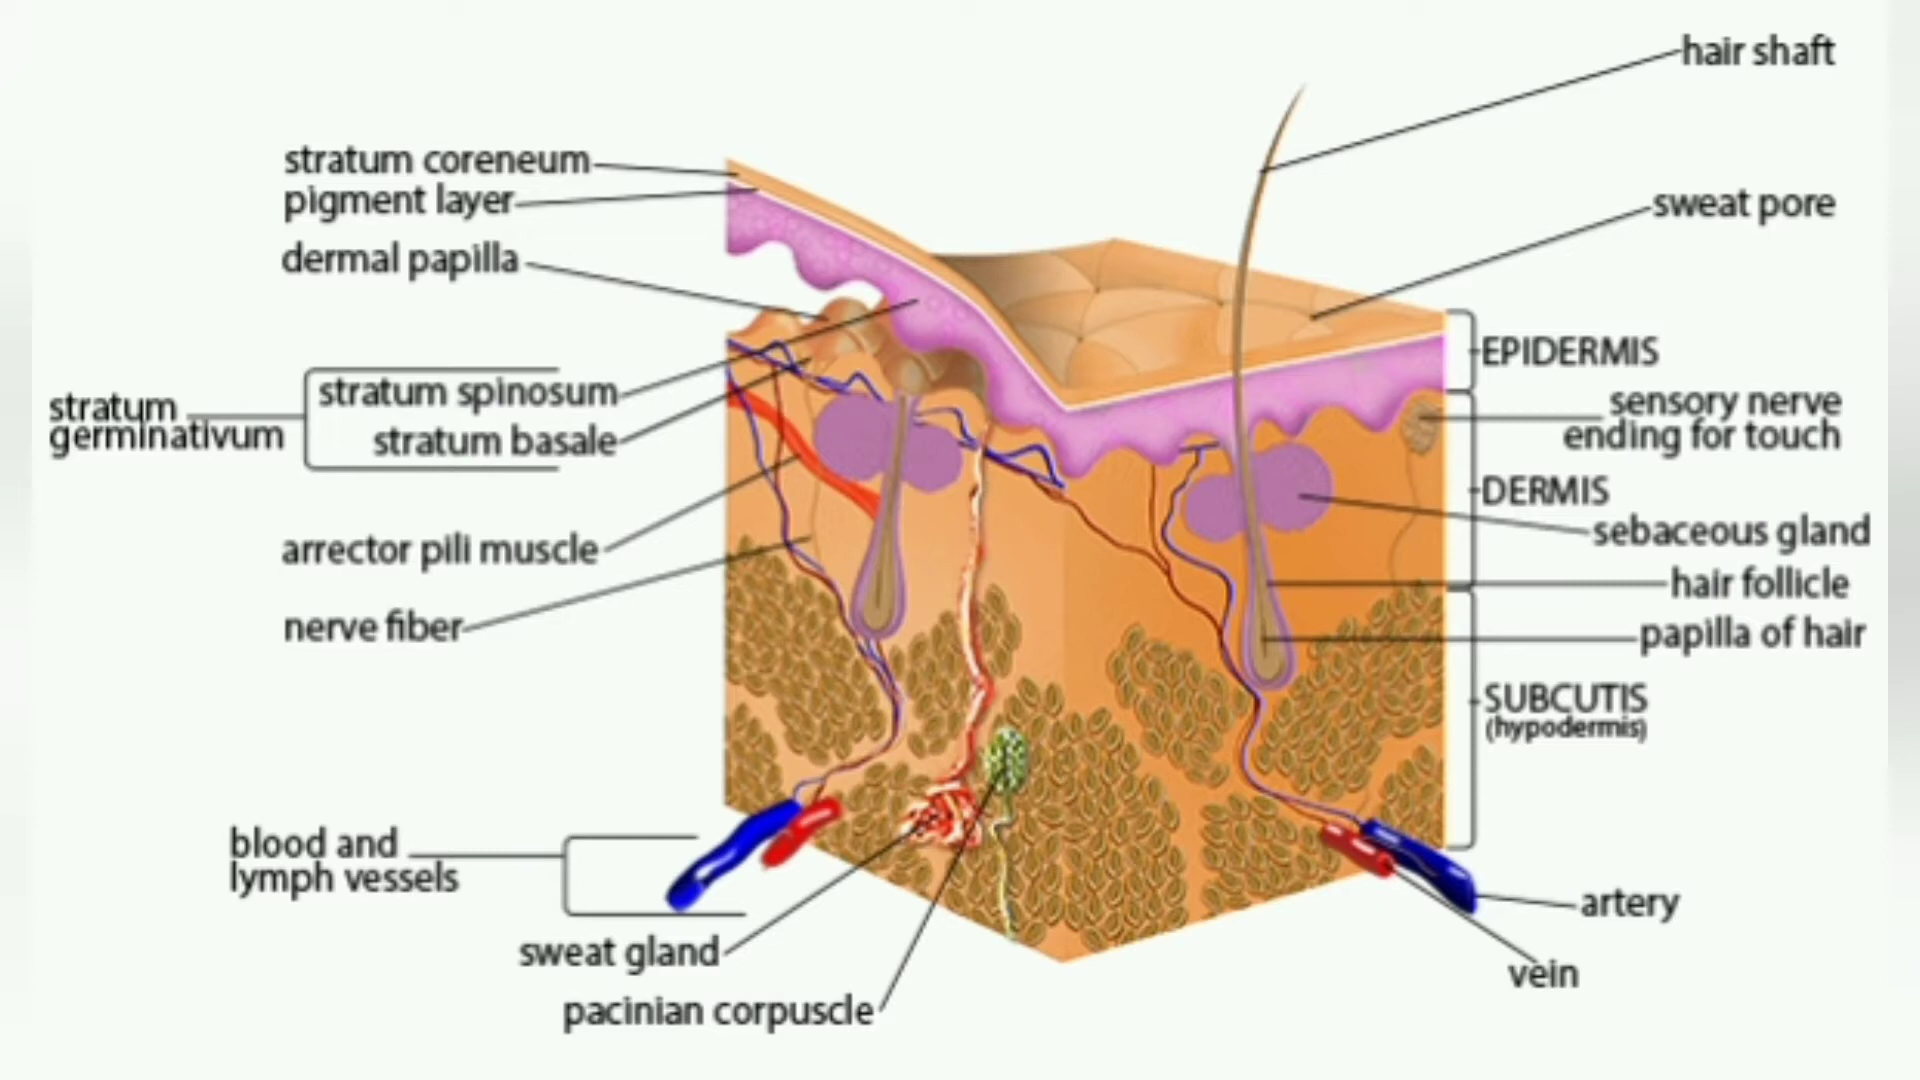 hair shaft
stratum coreneum
pigment layer
sweat pore
dermal papilla
EPIDERMIS
stratum spinosum
stratum
germinativum
stratum basale
sensory nerve
ending for touch
DERMIS
arrector pili muscle
sebaceous gland
hair follicle
nerve fiber
papilla of hair
SUBCUTIS
(hypodermis)
blood and
lymph vessels
artery
sweat gland
vein
pacinian corpuscle